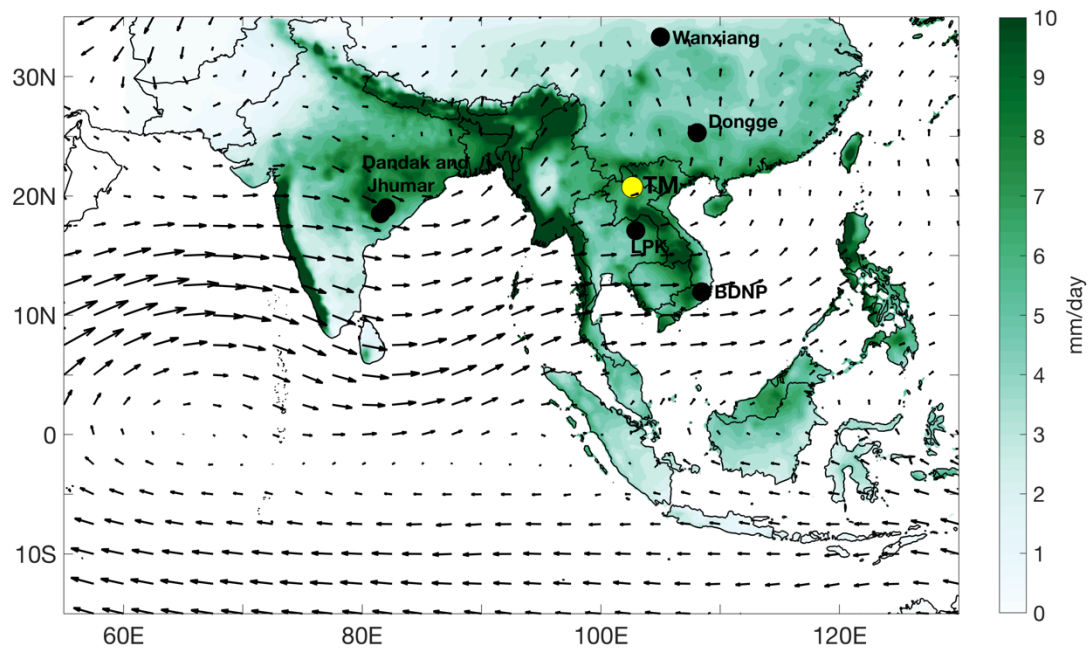 10
Wanxiang
30N
9
8
Dongge
7
Dandak and
Jhumar
TM
20N
6
LPK
5
mm/day
BDNP
10N
4
3
0
2
10S
1
0
60E
80E
100E
120E